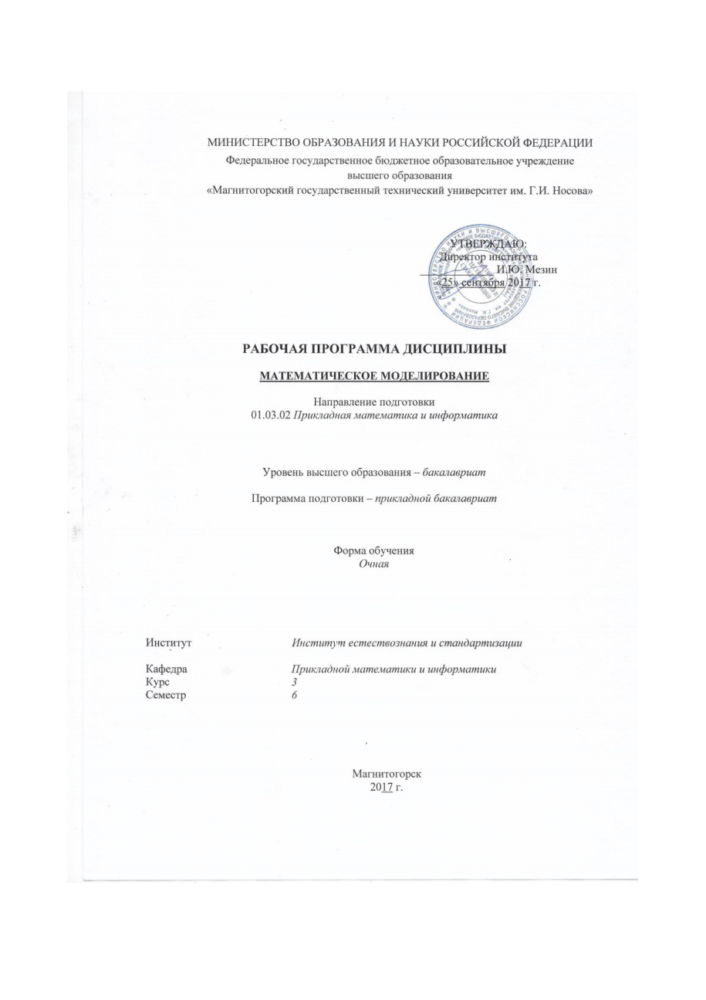 МИНИСТЕРСТВО ОБРАЗОВАНИЯ И НАУКИ РОССИЙСКОЙ ФЕДЕРАЦИИ
Федеральное государственное бюджетное образовательное учреждение
высшего образования
«Магнитогорский государственный технический университет им. Г.И. Носова»
УТВЕРЖДАЮ:
Директор института
И.Ю. Мезин
«25» сентября 2017 г.
РАБОЧАЯ ПРОГРАММА ДИСЦИПЛИНЫ
МАТЕМАТИЧЕСКОЕ МОДЕЛИРОВАНИЕ
Направление подготовки
01.03.02 Прикладная математика и информатика
Уровень высшего образования – бакалавриат
Программа подготовки – прикладной бакалавриат
Форма обучения
Очная
Институт Институт естествознания и стандартизации
Кафедра Прикладной математики и информатики
Курс 3
Семестр 6
Магнитогорск
2017 г.